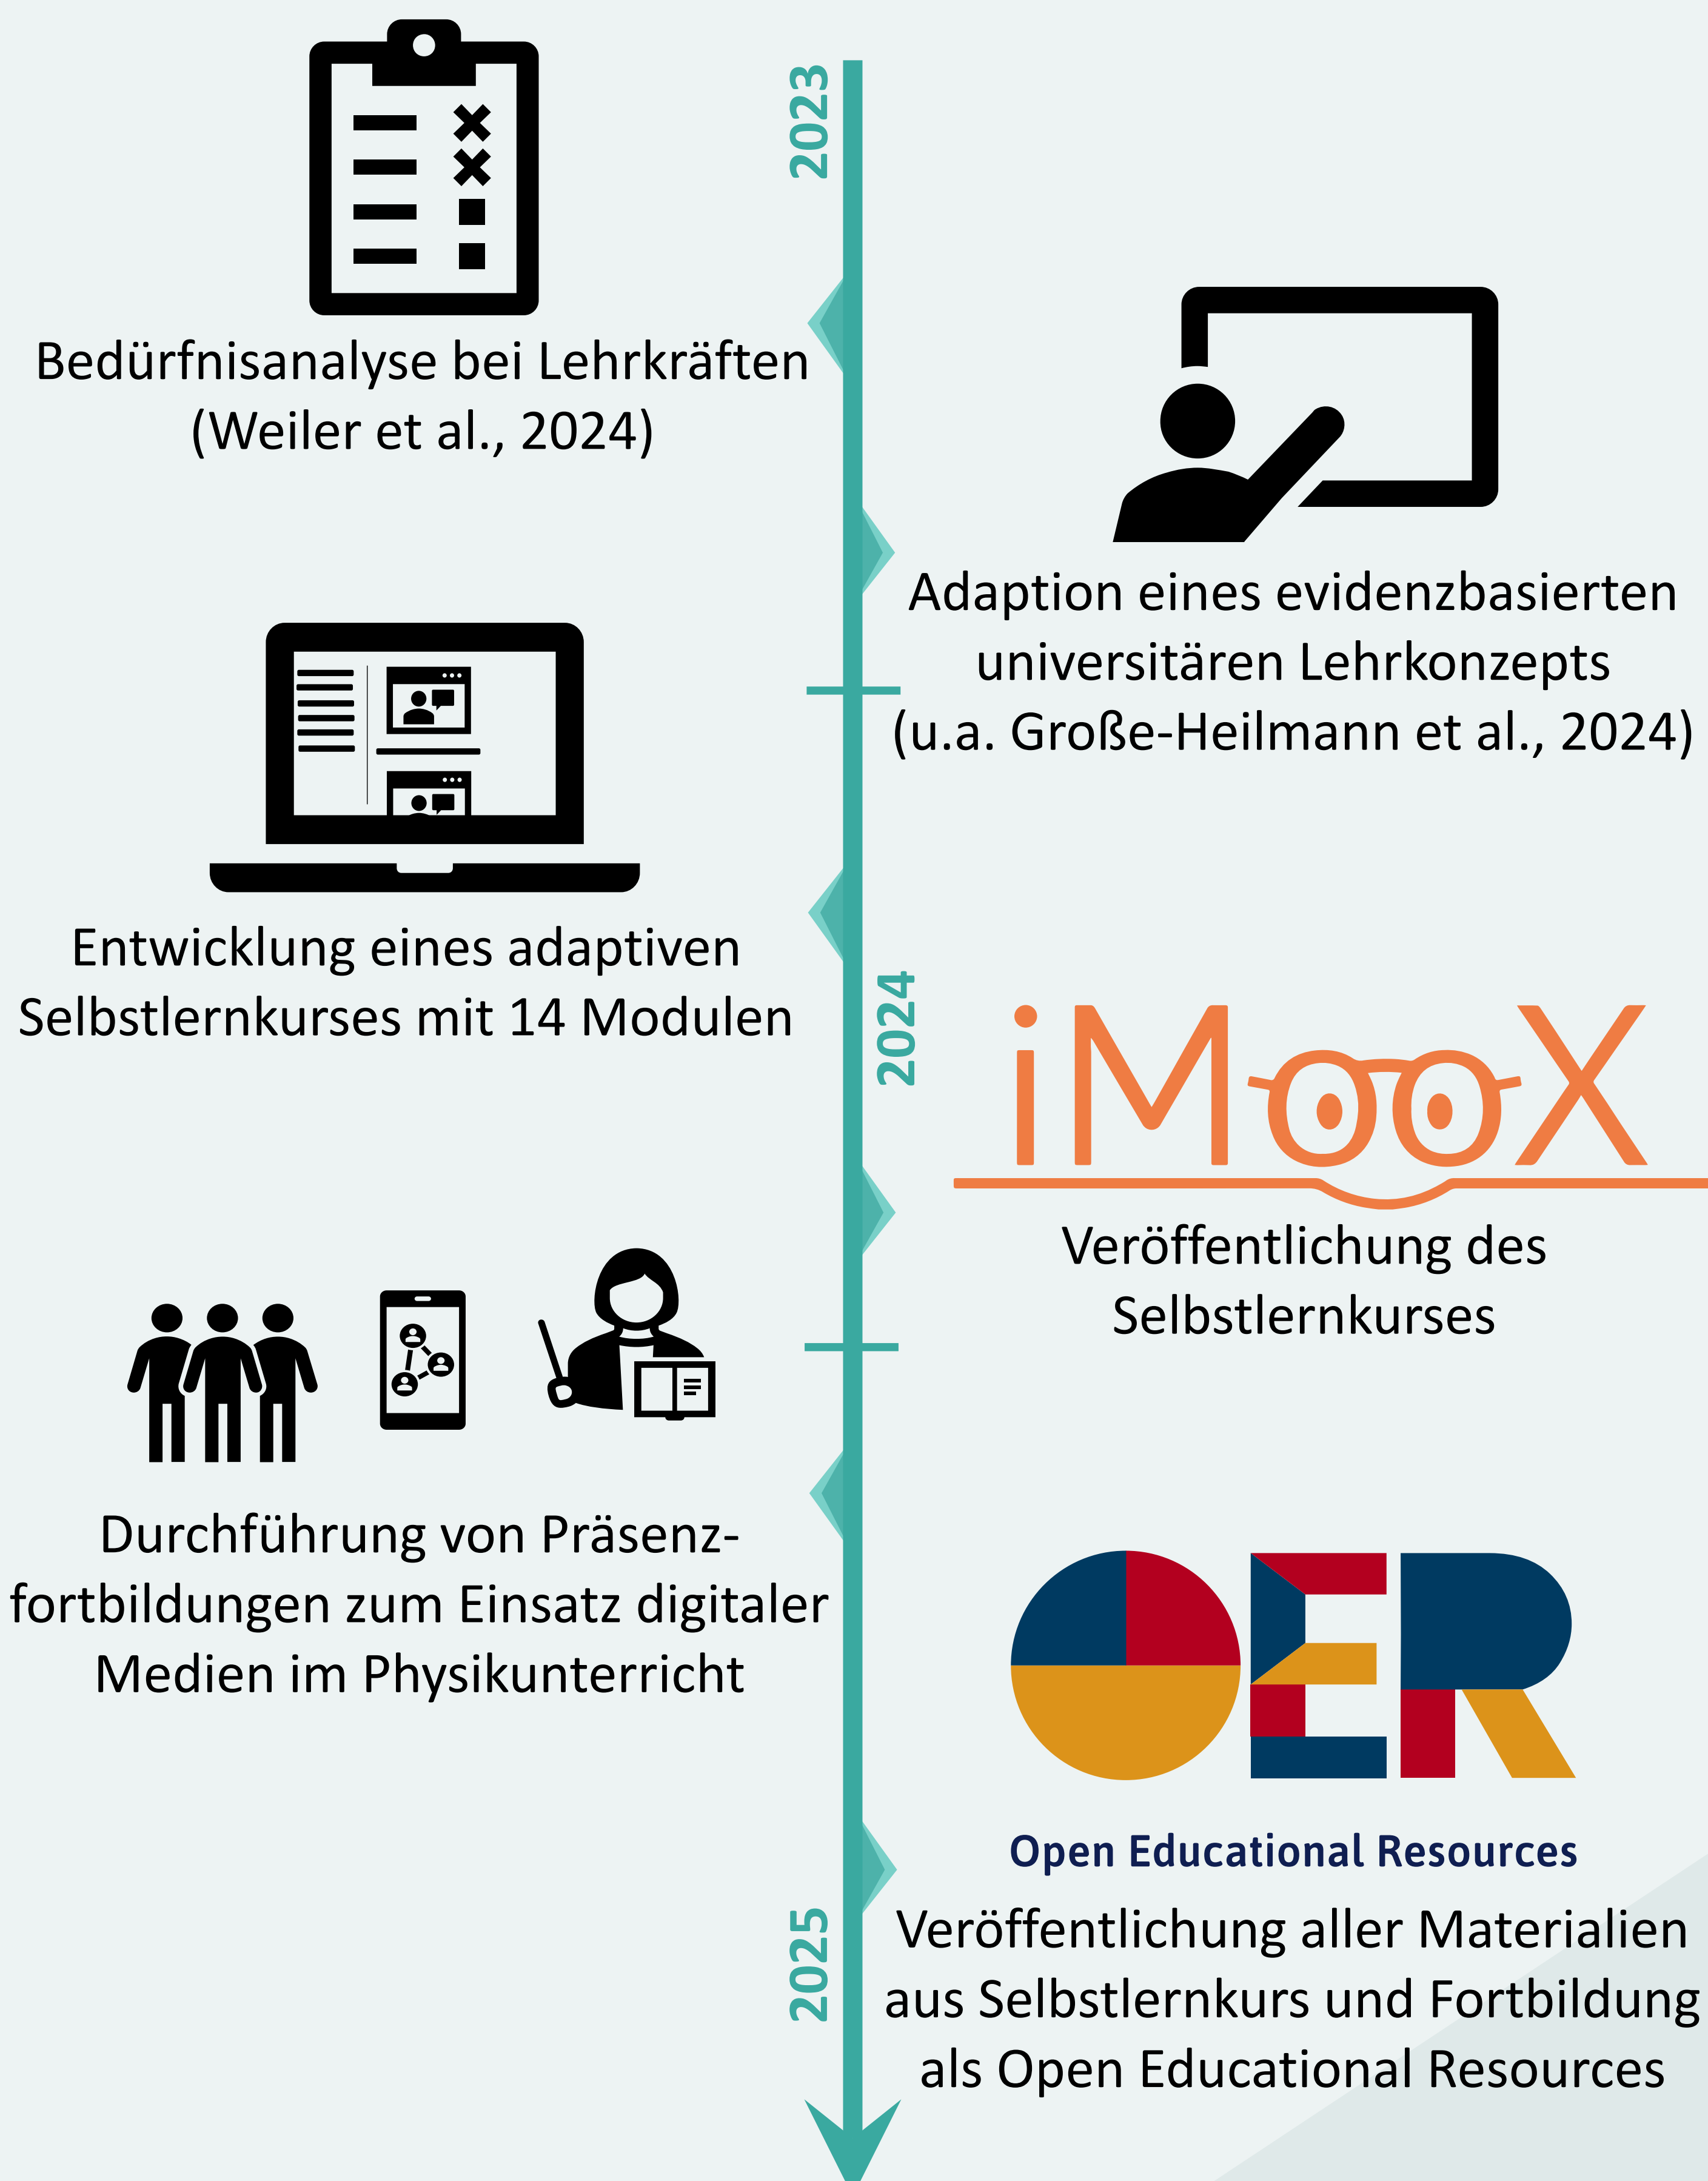 2023
Bedürfnisanalyse bei Lehrkräften
(Weiler et al., 2024)
Adaption eines evidenzbasierten
universitären Lehrkonzepts
(u.a. Große-Heilmann et al., 2024)
Entwicklung eines adaptiven
Selbstlernkurses mit 14 Modulen
2024
iMooX
Veröffentlichung des
Selbstlernkurses
Durchführung von Präsenz-
fortbildungen zum Einsatz digitaler
Medien im Physikunterricht
OER
Open Educational Resources
2025
Veröffentlichung aller Materialien
aus Selbstlernkurs und Fortbildung
als Open Educational Resources